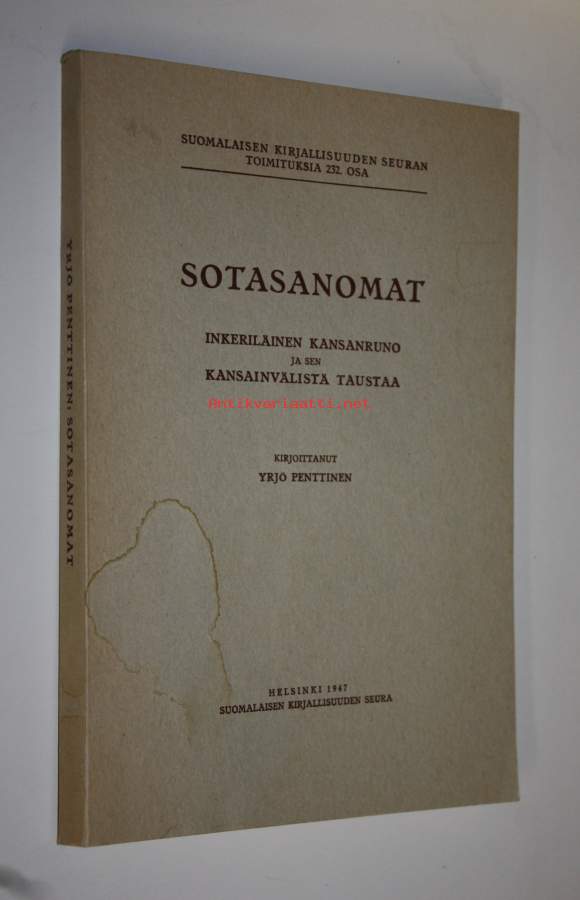 SUOMALAISEN KIRJALLISUUDEN SEURAN
TOIMITUKSIA 232. OSA
SOTASANOMAT
INKERILÄINEN KANSANRUNO
JA SEN
KANSAINVÄLISTÄ TAUSTAA
Antikvariaatti.net
KIRJOITTANUT
YRJÖ PENTTINEN
HELSINKI 1947
SUOMALAISEN KIRJALLISUUDEN SEURA
YRJÖ PENTTINEN, SOTASANOMAT